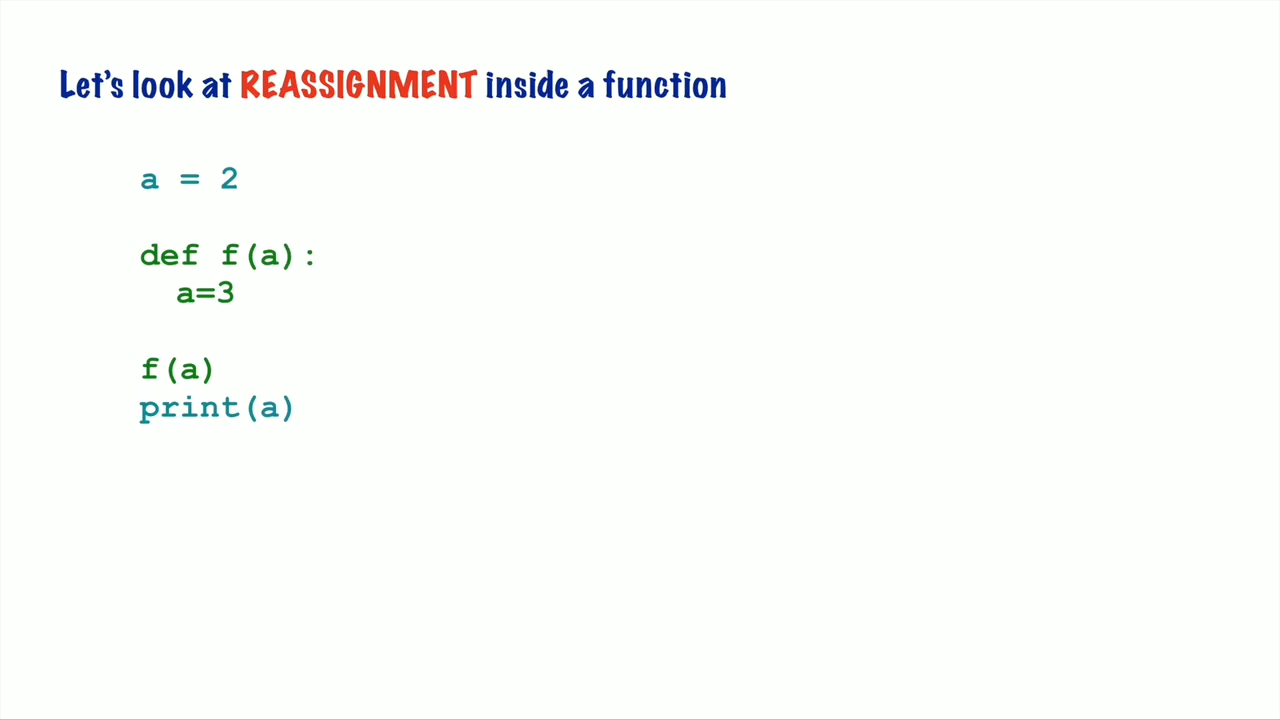 Let's look at REASSIGNMENT inside a function
a = 2
def f(a):
  a=3
f(a)
print(a)